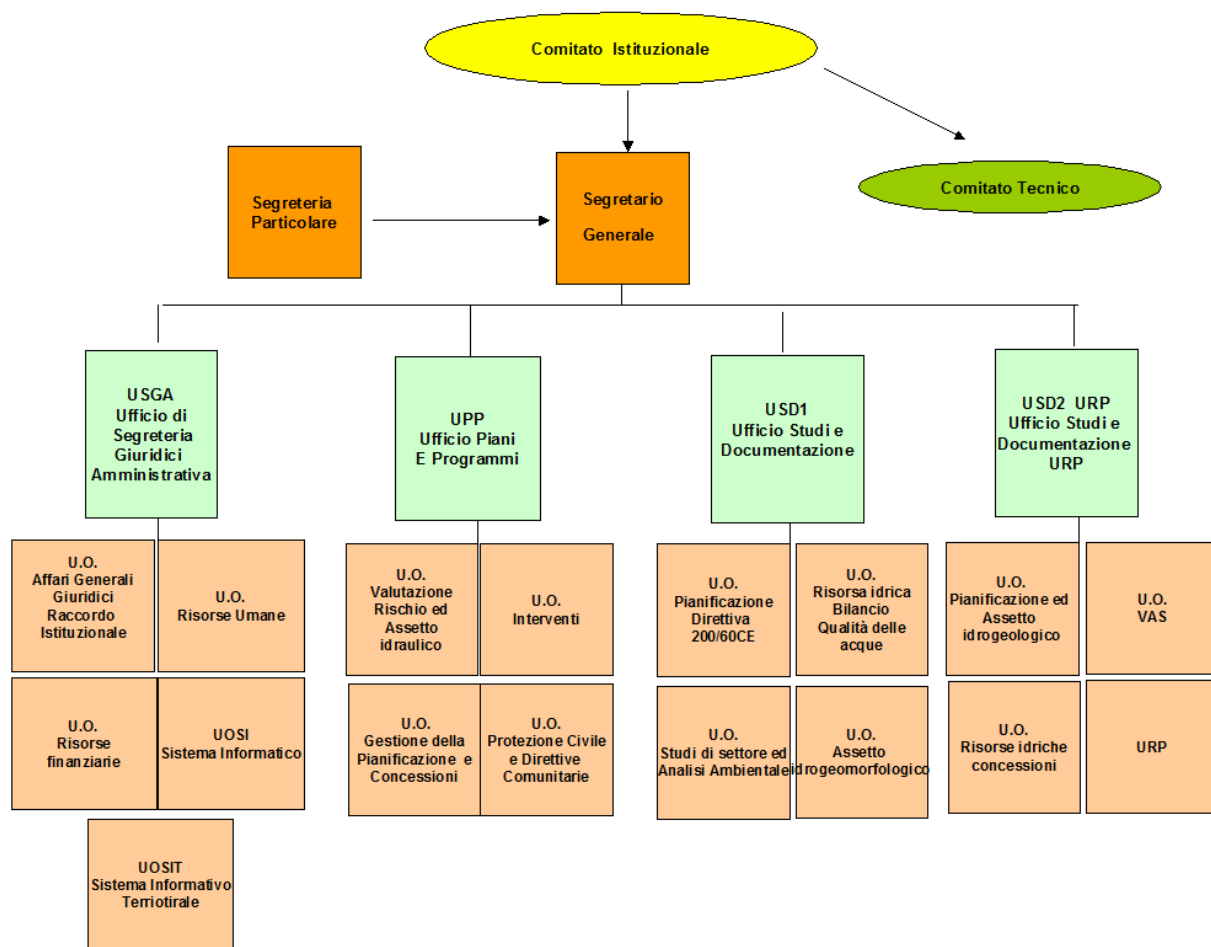 Comitato Istituzionale
Comitato Tecnico
Segreteria
Particolare
Segretario
Generale
USGA
Ufficio di
Segreteria
Giuridici
Amministrativa
UPP
Ufficio Piani
E Programmi
USD1
Ufficio Studi e
Documentazione
USD2 URP
Ufficio Studi e
Documentazione
URP
U.O.
Affari Generali
Giuridici
Raccordo
Istituzionale
U.O.
Risorse Umane
U.O.
Risorse
finanziarie
UOSI
Sistema Informatico
UOSIT
Sistema Informativo
Terriotirale
U.O.
Valutazione
Rischio ed
Assetto
idraulico
U.O.
Interventi
U.O.
Gestione della
Pianificazione e
Concessioni
U.O.
Protezione Civile
e Direttive
Comunitarie
U.O.
Pianificazione
Direttiva
200/60CE
U.O.
Risorsa idrica
Bilancio
Qualità delle
acque
U.O.
Studi di settore ed
Analisi Ambientale
U.O.
Assetto
idrogeomorfologico
U.O.
Pianificazione ed
Assetto
idrogeologico
U.O.
VAS
U.O.
Risorse idriche
concessioni
URP